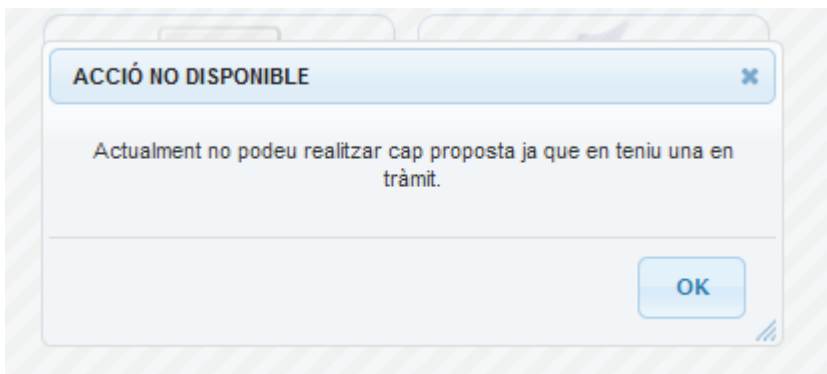 ACCIÓ NO DISPONIBLE
Actualment no podeu realitzar cap proposta ja que en teniu una en
tràmit.
OK